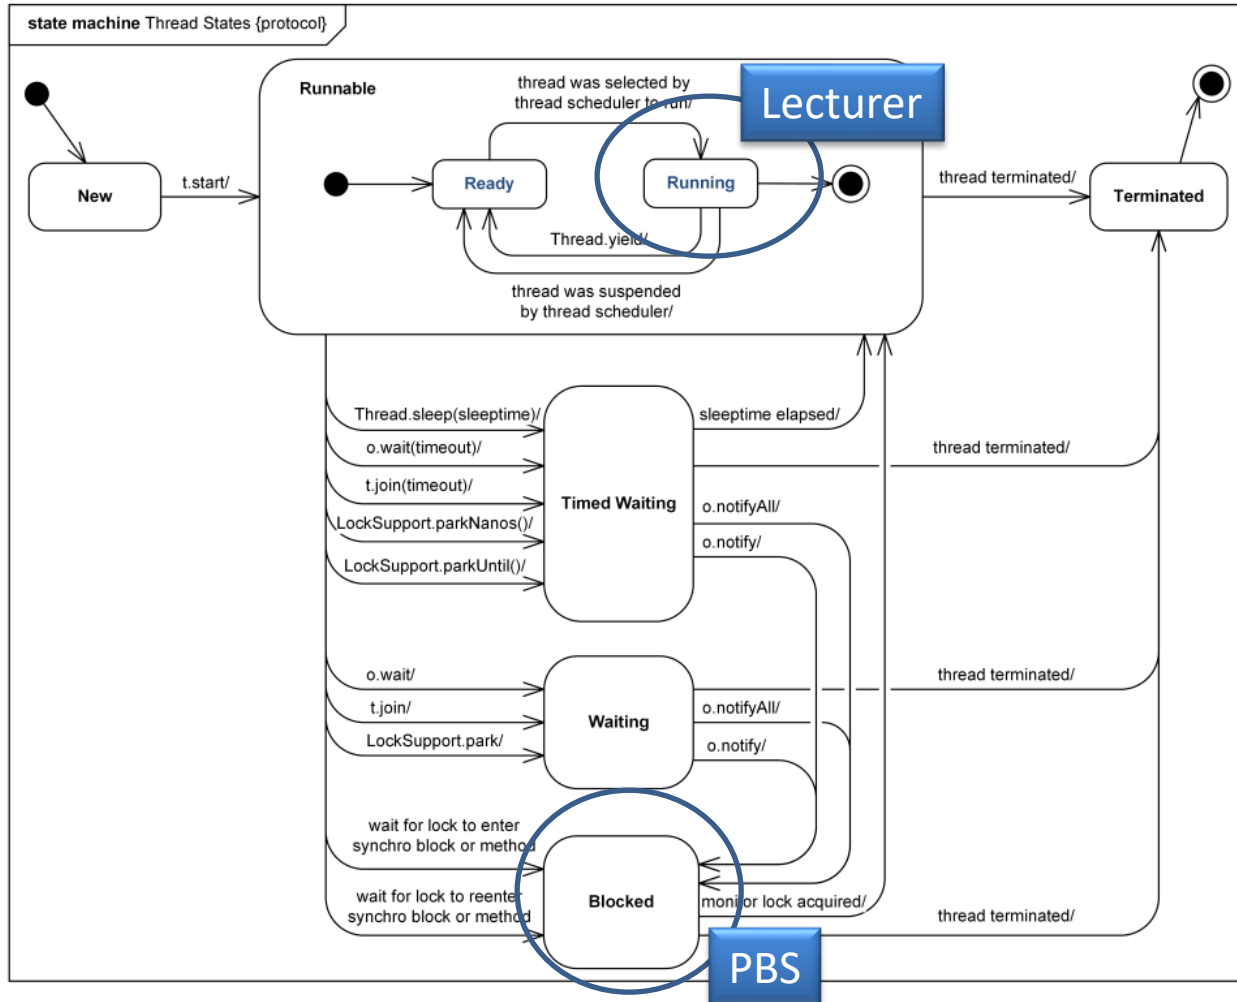 state machine Thread States {protocol}
Runnable
thread was selected by
thread scheduler to run/
Lecturer
New
t.start/
Ready
Running
thread terminated/
Terminated
Thread.yield/
thread was suspended
by thread scheduler/
Thread.sleep(sleeptime)/
o.wait(timeout)/
t.join(timeout)/
LockSupport.parkNanos()/
LockSupport.parkUntil()/
Timed Waiting
sleeptime elapsed/
thread terminated/
o.notifyAll/
o.notify/
o.wait/
t.join/
LockSupport.park/
Waiting
thread terminated/
o.notifyAll/
o.notify/
wait for lock to enter
synchro block or method
wait for lock to reenter
synchro block or method
Blocked
monitor lock acquired/
thread terminated/
PBS